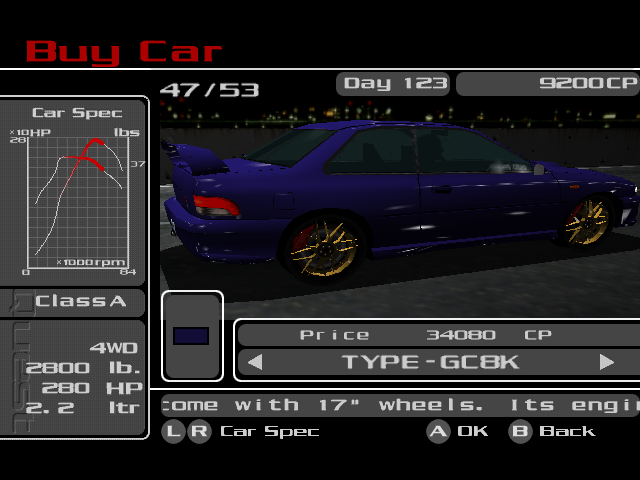 Buy Car
47/53
Day 123
9200CP
Car Spec
×10HP
lbs
28
37
×1000rpm
0
64
ClassA
4WD
2800 lb.
280 HP
2.2 ltr
Price 34080 CP
TYPE-GC8K
come with 17" wheels. Its engi
L R Car Spec
A OK
B Back